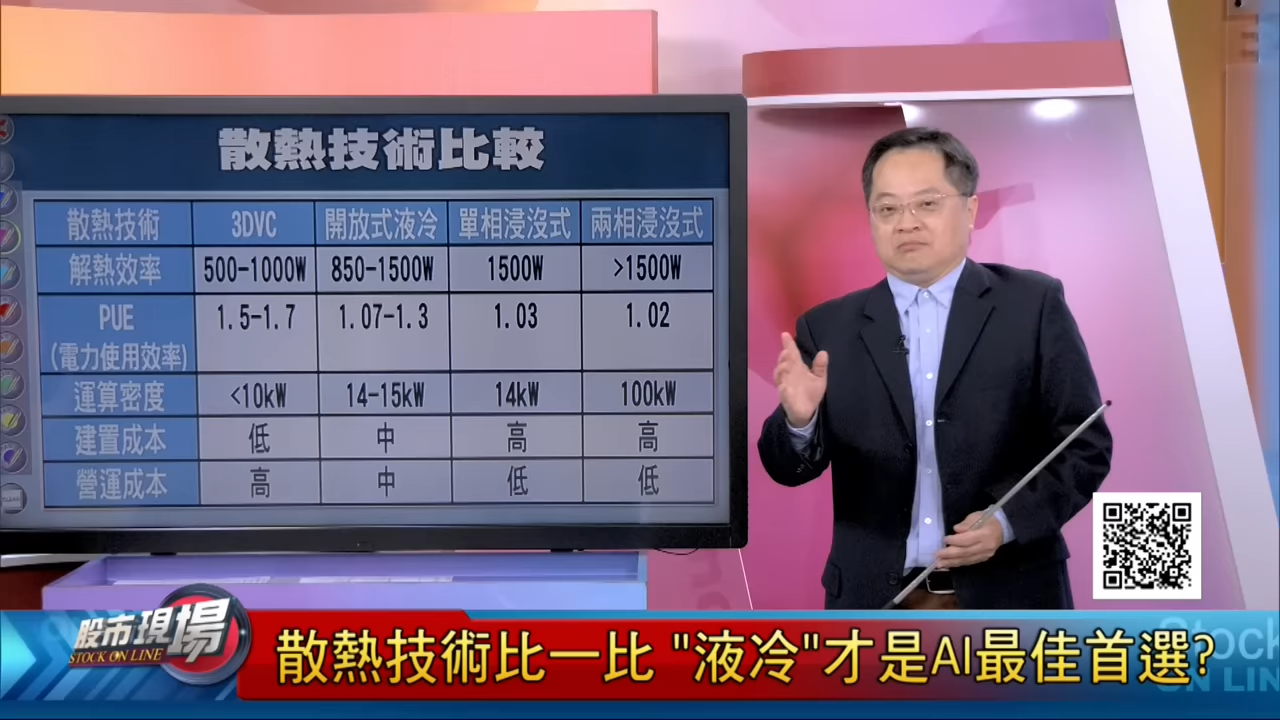 散熱技術比較
散熱技術 3DVC 開放式液冷 單相浸沒式 兩相浸沒式
解熱效率 500-1000W 850-1500W 1500W >1500W
PUE 1.5-1.7 1.07-1.3 1.03 1.02
(電力使用效率)
運算密度 <10kW 14-15kW 14kW 100kW
建置成本 低 中 高 高
營運成本 高 中 低 低
股市現場
STOCK ON LINE
散熱技術比一比 "液冷"才是AI最佳首選?
Stock
ON LIN